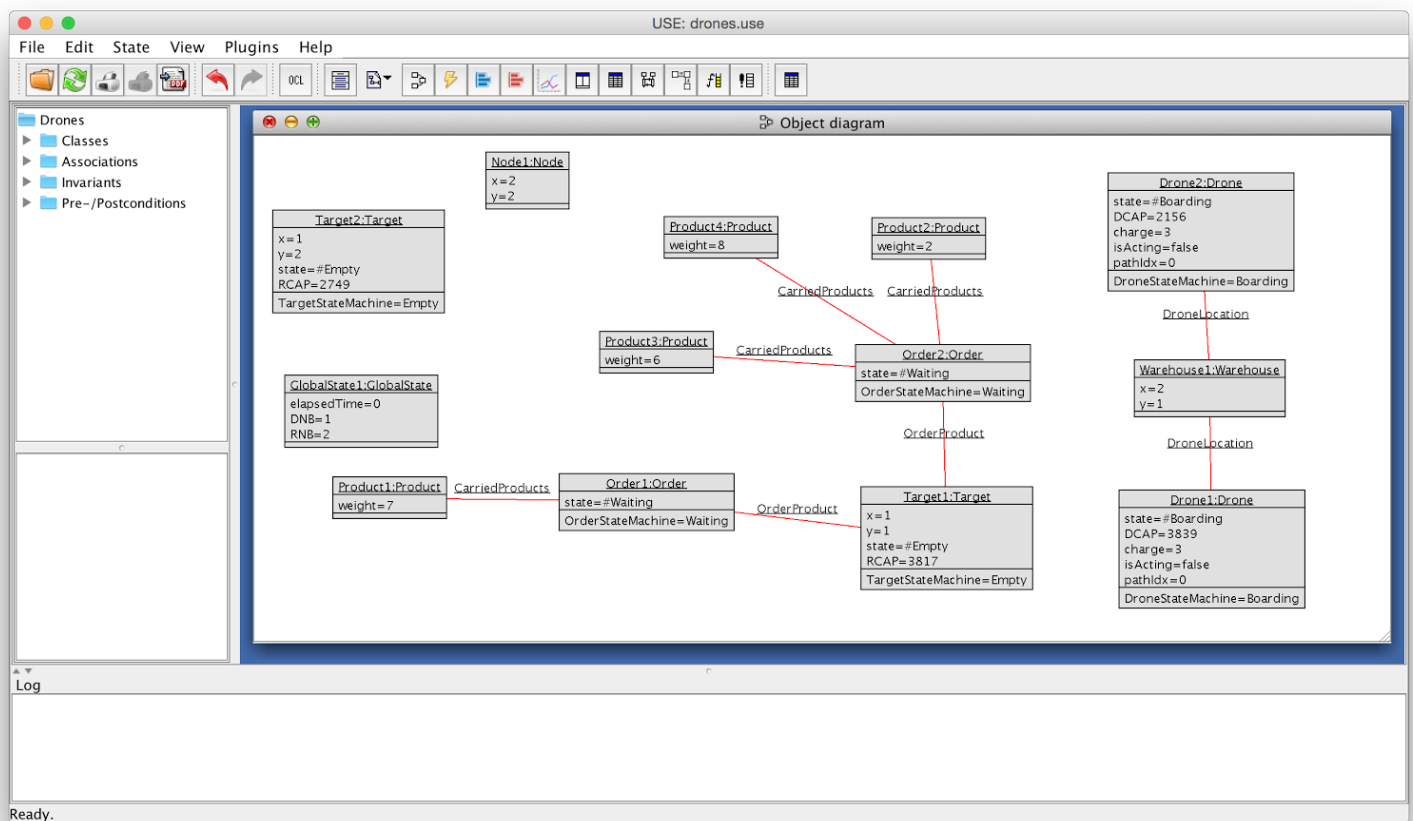 USE: drones.use
File Edit State View Plugins Help
PDF
OCL
Drones
Classes
Associations
Invariants
Pre-/Postconditions
Object diagram
Node1:Node
x=2
y=2
Target2:Target
x=1
y=2
state=#Empty
RCAP=2749
TargetStateMachine=Empty
Product4:Product
weight=8
Product2:Product
weight=2
Drone2:Drone
state=#Boarding
DCAP=2156
charge=3
isActing=false
pathIdx=0
DroneStateMachine=Boarding
CarriedProducts
CarriedProducts
DroneLocation
Product3:Product
weight=6
CarriedProducts
Order2:Order
state=#Waiting
OrderStateMachine=Waiting
Warehouse1:Warehouse
x=2
y=1
GlobalState1:GlobalState
elapsedTime=0
DNB=1
RNB=2
OrderProduct
DroneLocation
Product1:Product
weight=7
CarriedProducts
Order1:Order
state=#Waiting
OrderStateMachine=Waiting
OrderProduct
Target1:Target
x=1
y=1
state=#Empty
RCAP=3817
TargetStateMachine=Empty
Drone1:Drone
state=#Boarding
DCAP=3839
charge=3
isActing=false
pathIdx=0
DroneStateMachine=Boarding
Log
Ready.